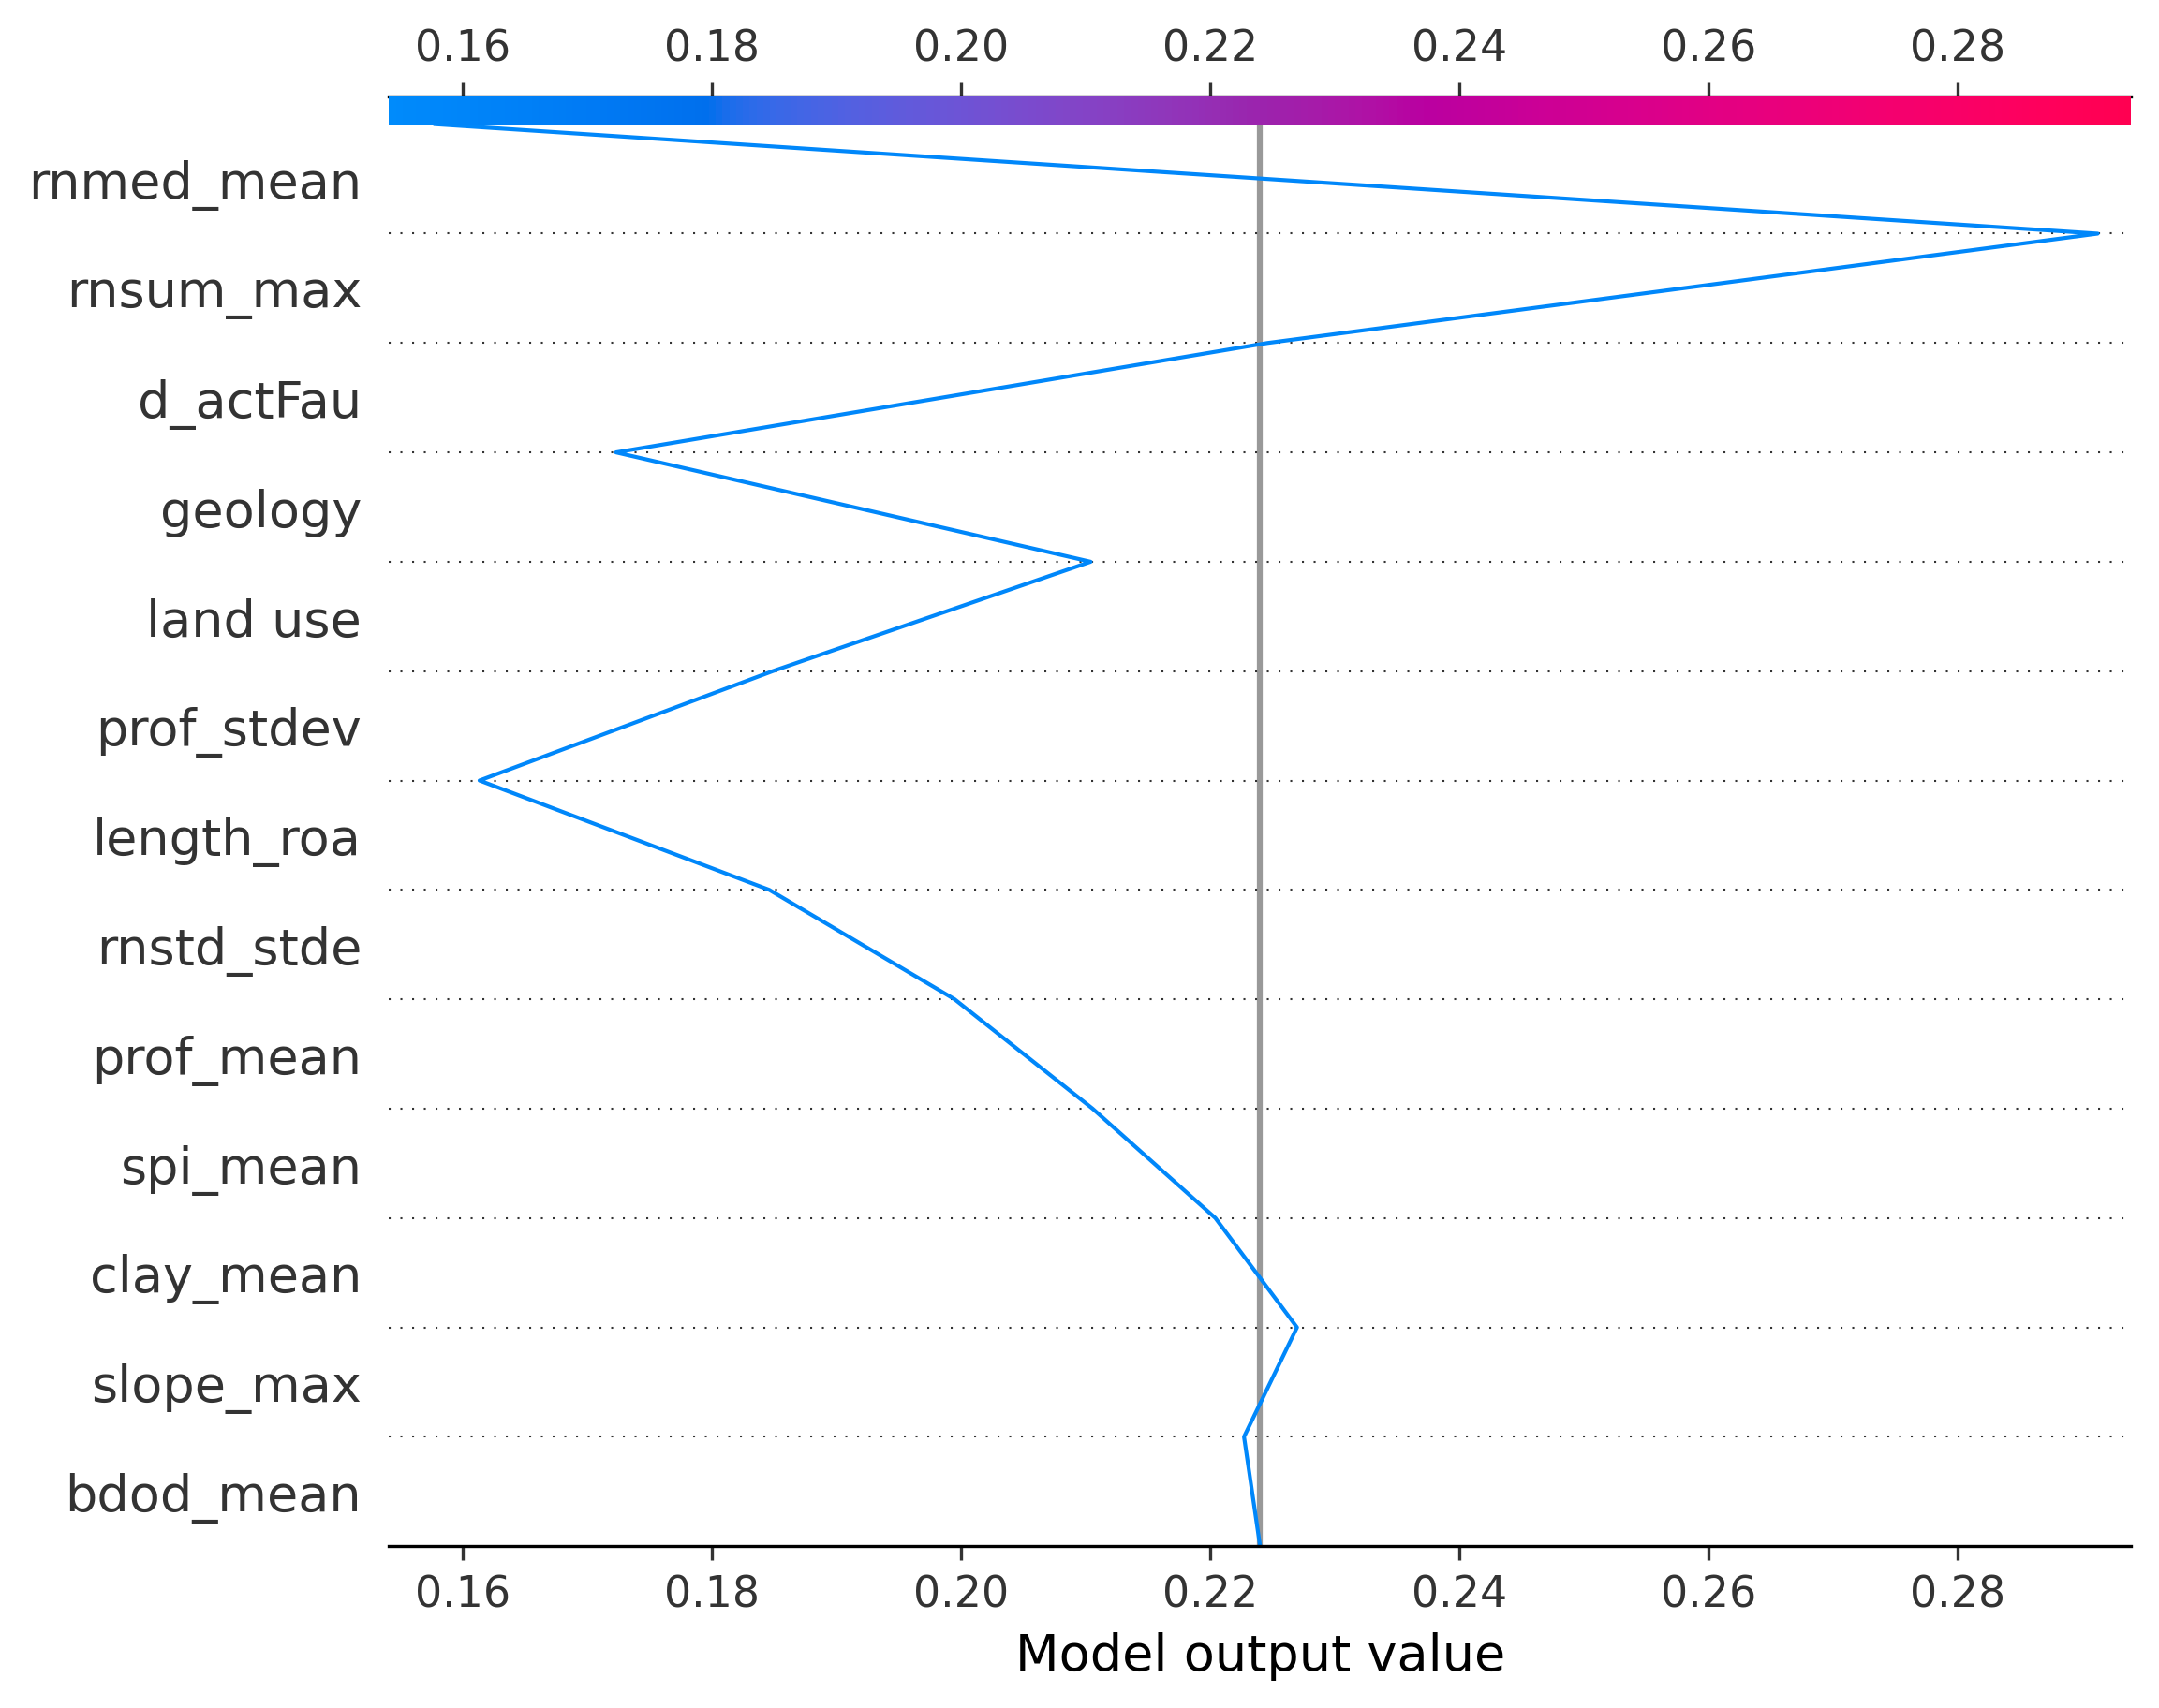 0.16 0.18 0.20 0.22 0.24 0.26 0.28
rnmed_mean
rnsum_max
d_actFau
geology
land use
prof_stdev
length_roa
rnstd_stde
prof_mean
spi_mean
clay_mean
slope_max
bdod_mean
0.16 0.18 0.20 0.22 0.24 0.26 0.28
Model output value